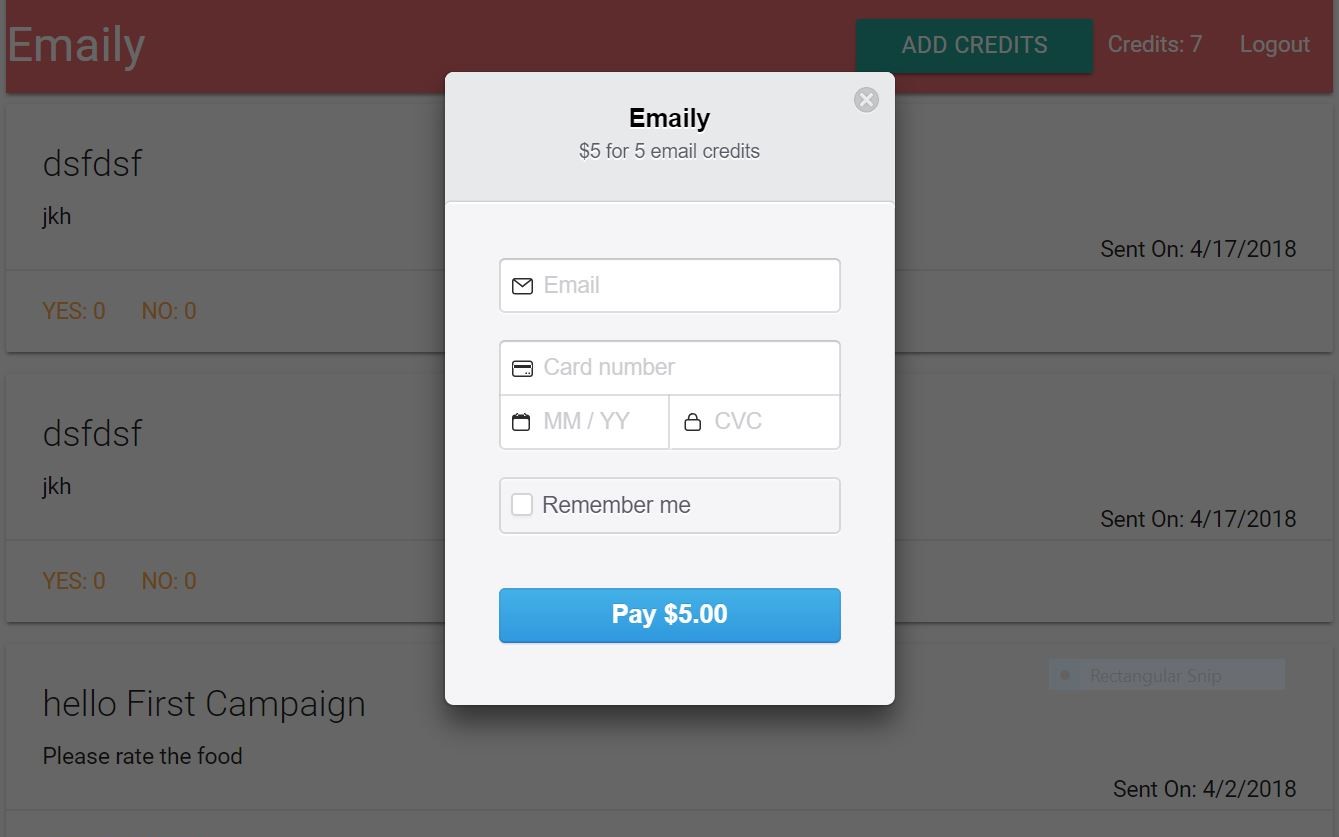 Emaily
ADD CREDITS
Credits: 7
Logout
Emaily
$5 for 5 email credits
Email
Card number
MM / YY
CVC
Remember me
Pay $5.00
dsfdsf
jkh
Sent On: 4/17/2018
YES: 0
NO: 0
dsfdsf
jkh
Sent On: 4/17/2018
YES: 0
NO: 0
hello First Campaign
Rectangular Snip
Please rate the food
Sent On: 4/2/2018